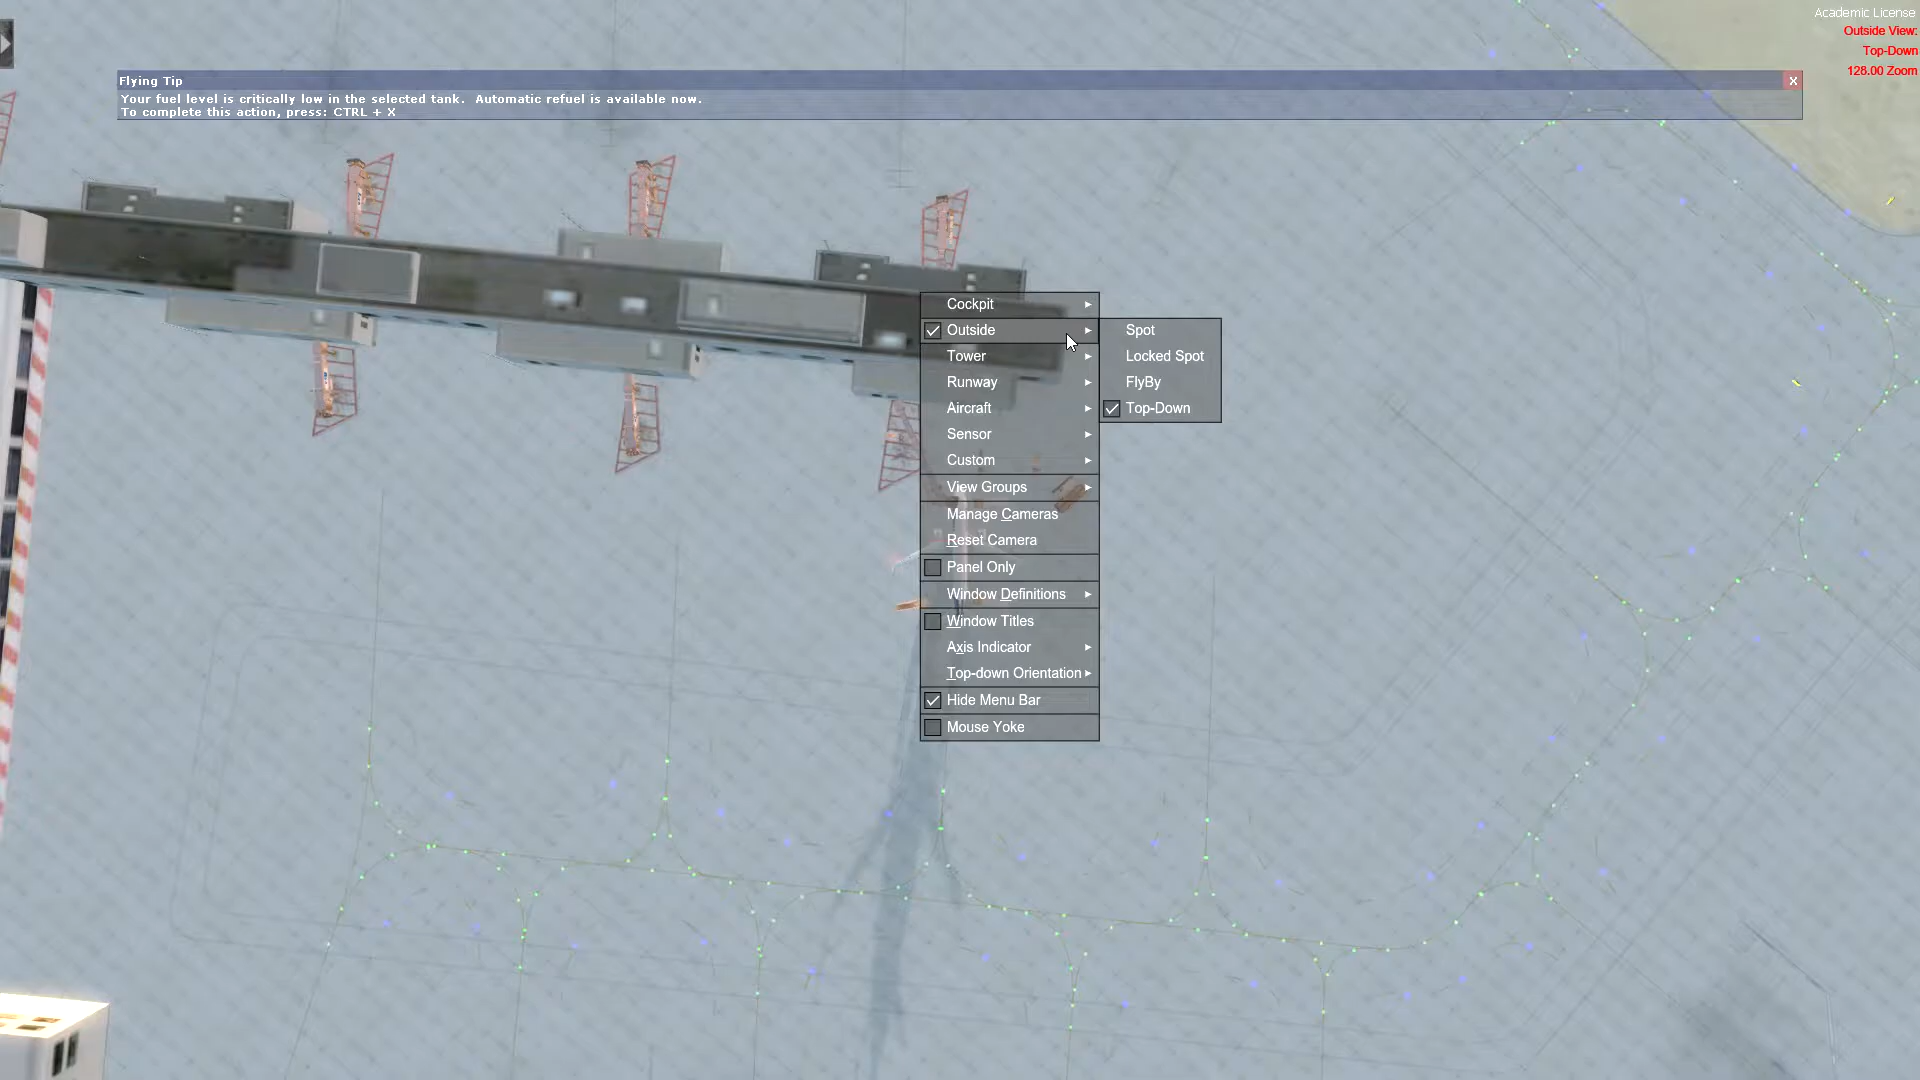 Academic License
Outside View:
Top-Down
128.00 Zoom
Flying Tip
X
Your fuel level is critically low in the selected tank. Automatic refuel is available now.
To complete this action, press: CTRL + X
Cockpit
Outside
Tower
Runway
Aircraft
Sensor
Custom
View Groups
Manage Cameras
Reset Camera
Panel Only
Window Definitions
Window Titles
Axis Indicator
Top-down Orientation
Hide Menu Bar
Mouse Yoke
Spot
Locked Spot
FlyBy
Top-Down